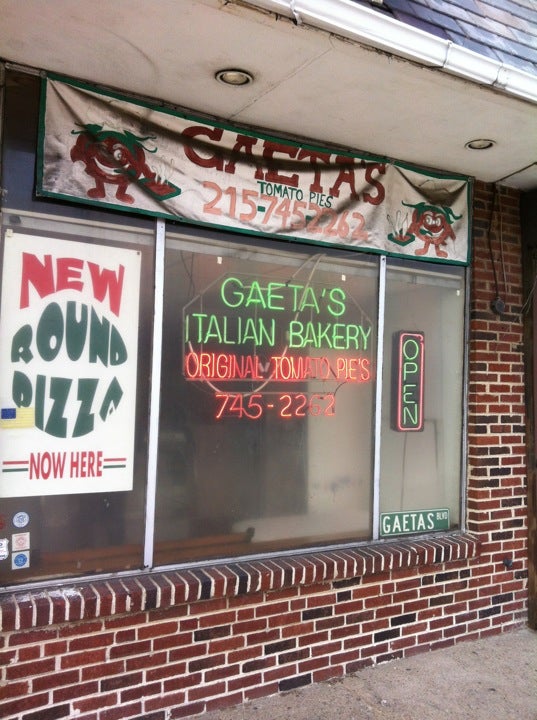 GAETA'S
TOMATO PIES
215-745-2262
NEW
ROUND
PIZZA
NOW HERE
GAETA'S
ITALIAN BAKERY
ORIGINAL TOMATO PIE'S
745-2262
OPEN
GAETAS BLVD